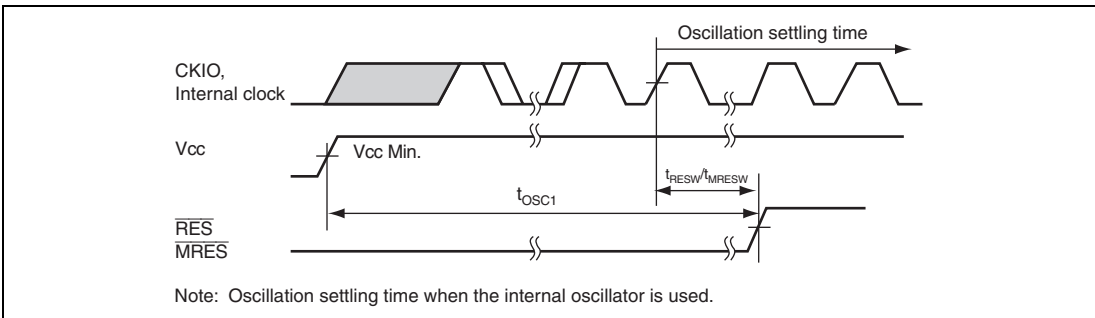 Oscillation settling time
CKIO,
Internal clock
Vcc
Vcc Min.
tRESW/tMRESW
tOSC1
RES
MRES
Note: Oscillation settling time when the internal oscillator is used.